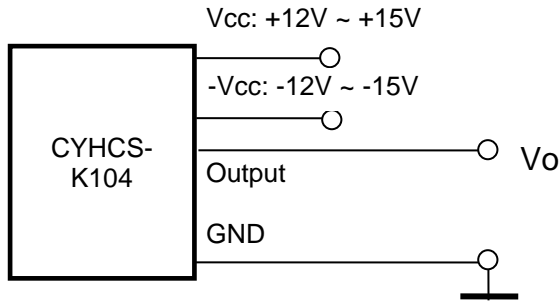 Vcc: +12V ~ +15V
-Vcc: -12V ~ -15V
CYHCS-
K104
Vo
Output
GND